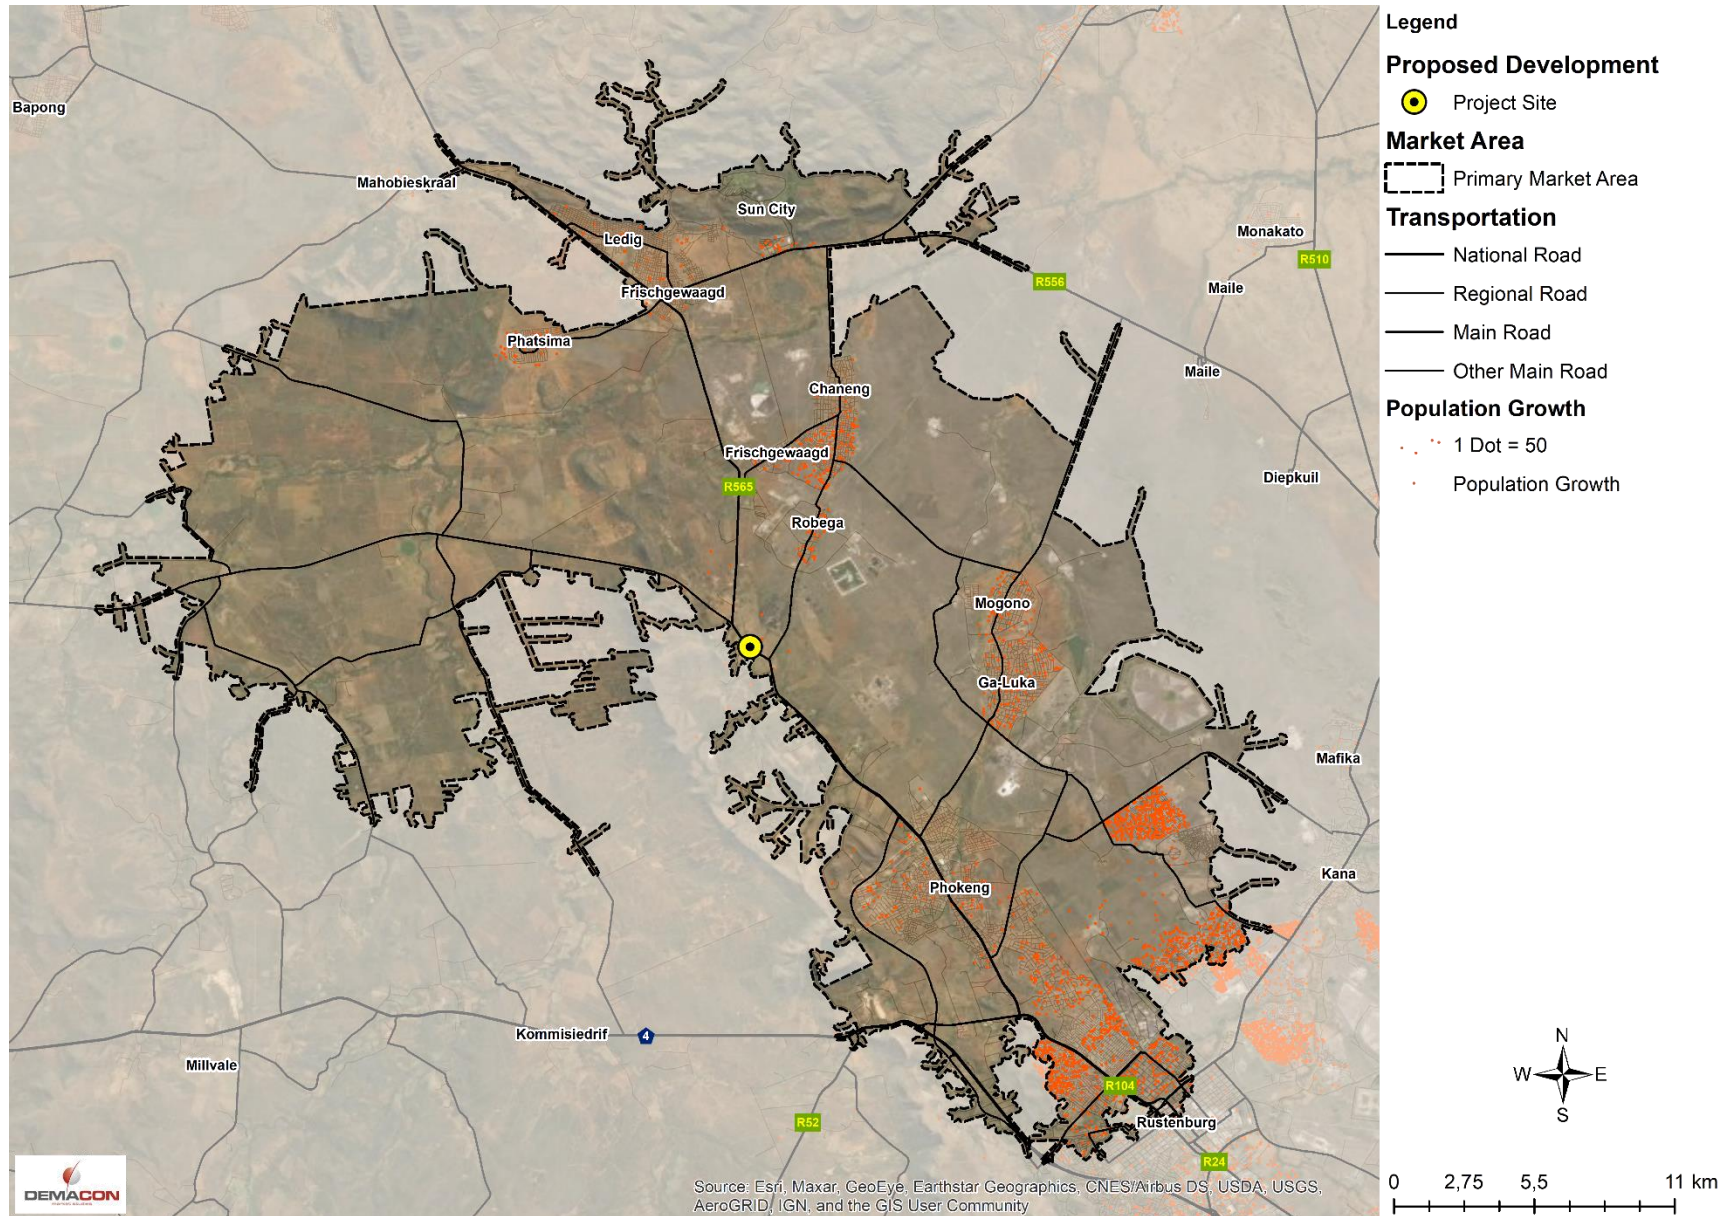 Bapong
Mahobieskraal
Sun City
Ledig
Monakato
R510
R556
Maile
Frischgewaagd
Phatsima
Maile
Chaneng
Frischgewaagd
Diepkuil
R565
Robega
Mogono
Ga-Luka
Mafika
Kana
Phokeng
Kommisiedrif
4
Millvale
R104
R52
Rustenburg
R24
DEMACON
Source: Esri, Maxar, GeoEye, Earthstar Geographics, CNES/Airbus DS, USDA, USGS,
AeroGRID, IGN, and the GIS User Community
Legend
Proposed Development
Project Site
Market Area
Primary Market Area
Transportation
National Road
Regional Road
Main Road
Other Main Road
Population Growth
1 Dot = 50
Population Growth
N
W E
S
0 2,75 5,5 11 km